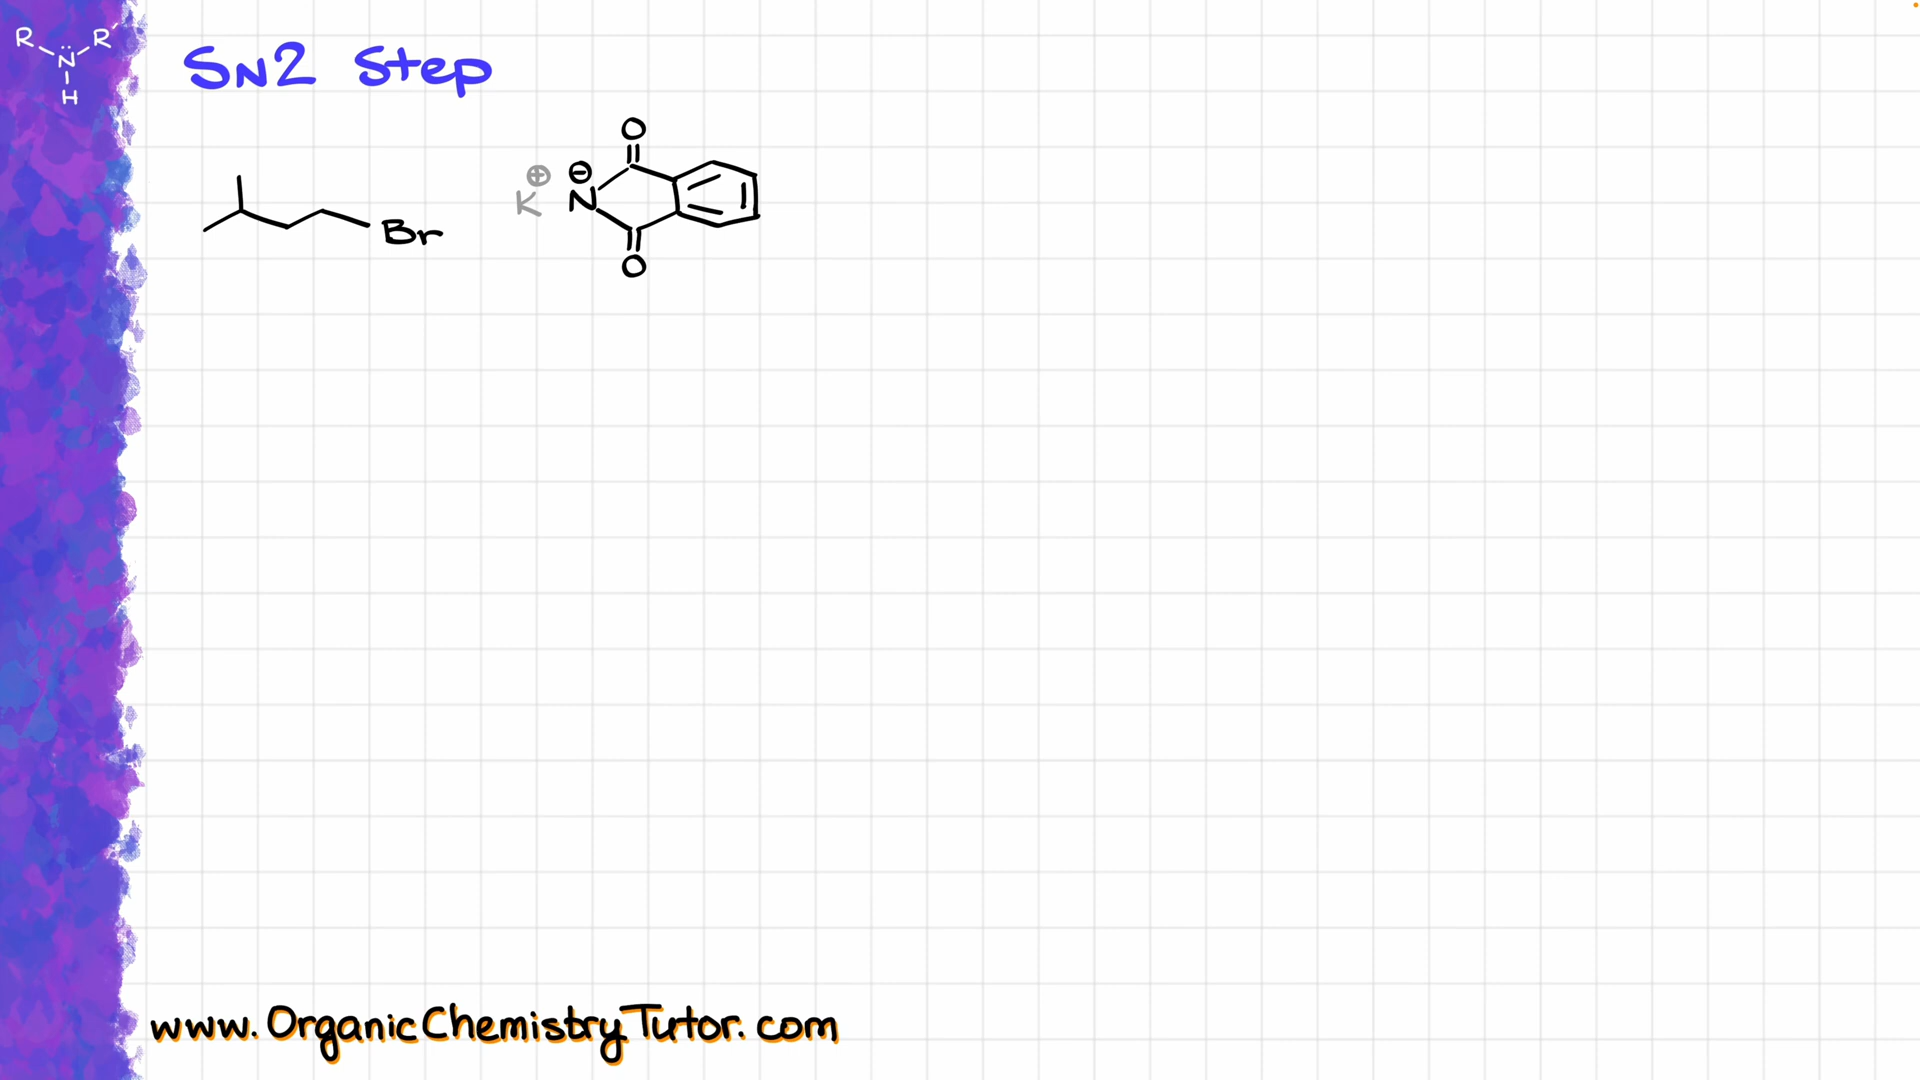 R N R'
H
SN2 Step
O
K⊕ N⊖
Br
O
www.OrganicChemistryTutor.com